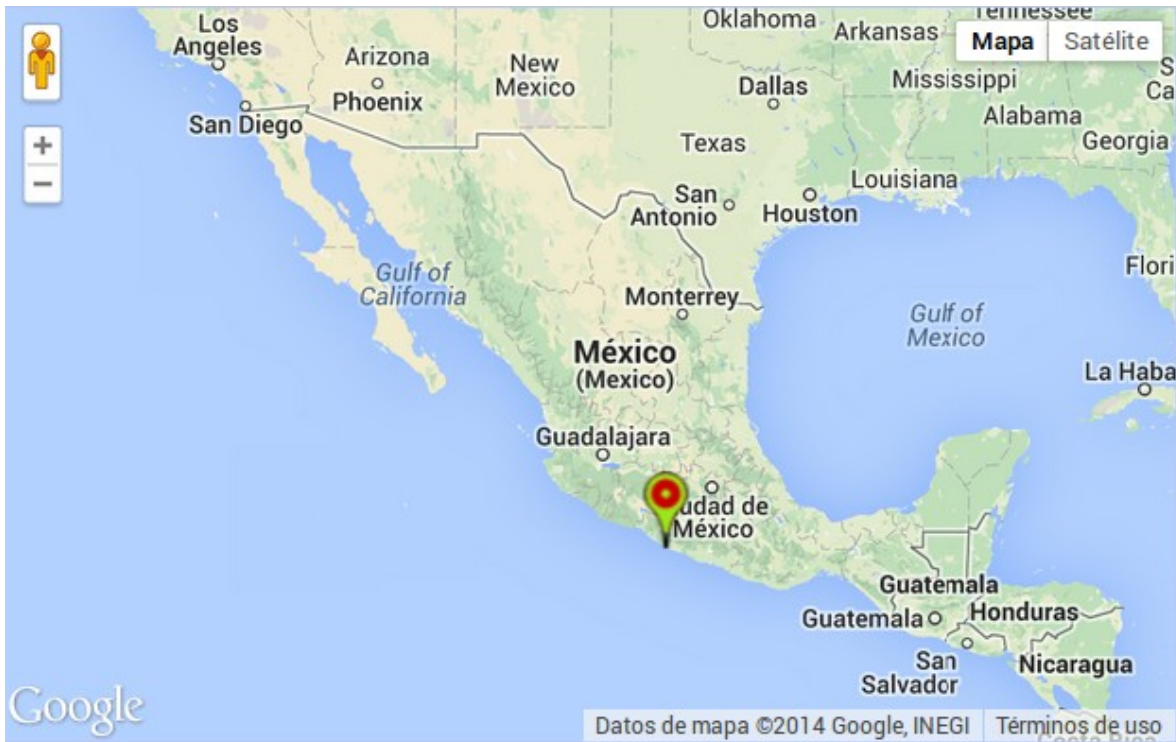 Los
Angeles
Arizona
Phoenix
San Diego
New
Mexico
Oklahoma
Arkansas
Tennessee
Mapa
Satélite
Dallas
Mississippi
Alabama
Georgia
Texas
Louisiana
San
Antonio
Houston
Flori
Gulf of
California
Monterrey
Gulf of
Mexico
México
(Mexico)
La Haba
Guadalajara
udad de
México
Guatemala
Guatemala
Honduras
San
Salvador
Nicaragua
Google
Datos de mapa ©2014 Google, INEGI
Términos de uso